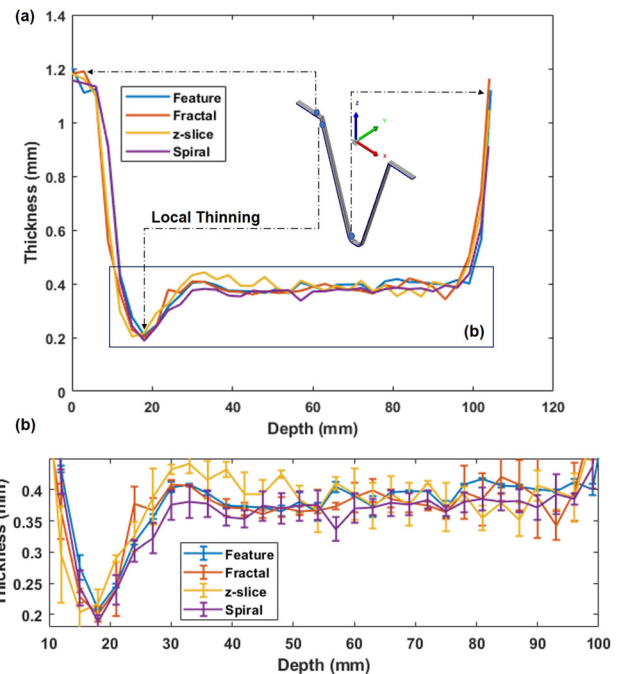 (a)
1.4
1.2
1
0.8
0.6
0.4
0.2
0
Thickness (mm)
Feature
Fractal
z-slice
Spiral
Z
Y
X
Local Thinning
(b)
0 20 40 60 80 100 120
Depth (mm)
(b)
0.4
0.35
0.3
0.25
0.2
Thickness (mm)
Feature
Fractal
z-slice
Spiral
10 20 30 40 50 60 70 80 90 100
Depth (mm)